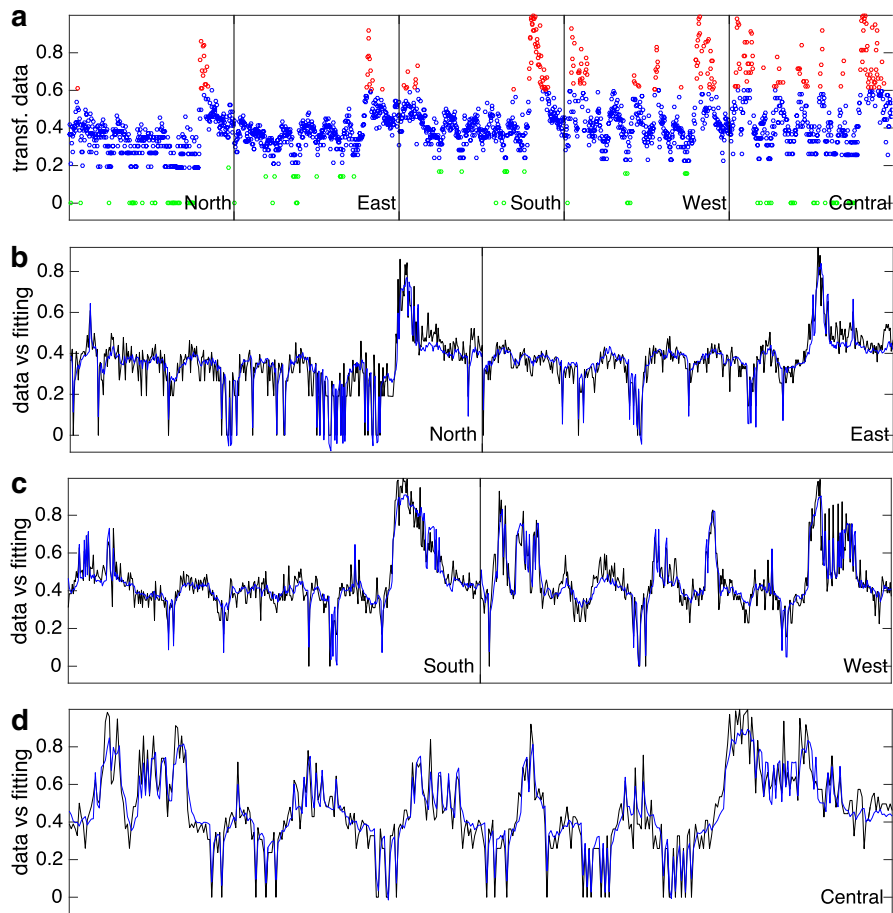 a
0.8
0.6
0.4
0.2
0
transf. data
North
East
South
West
Central
b
0.8
0.6
0.4
0.2
0
data vs fitting
North
East
c
0.8
0.6
0.4
0.2
0
data vs fitting
South
West
d
0.8
0.6
0.4
0.2
0
data vs fitting
Central